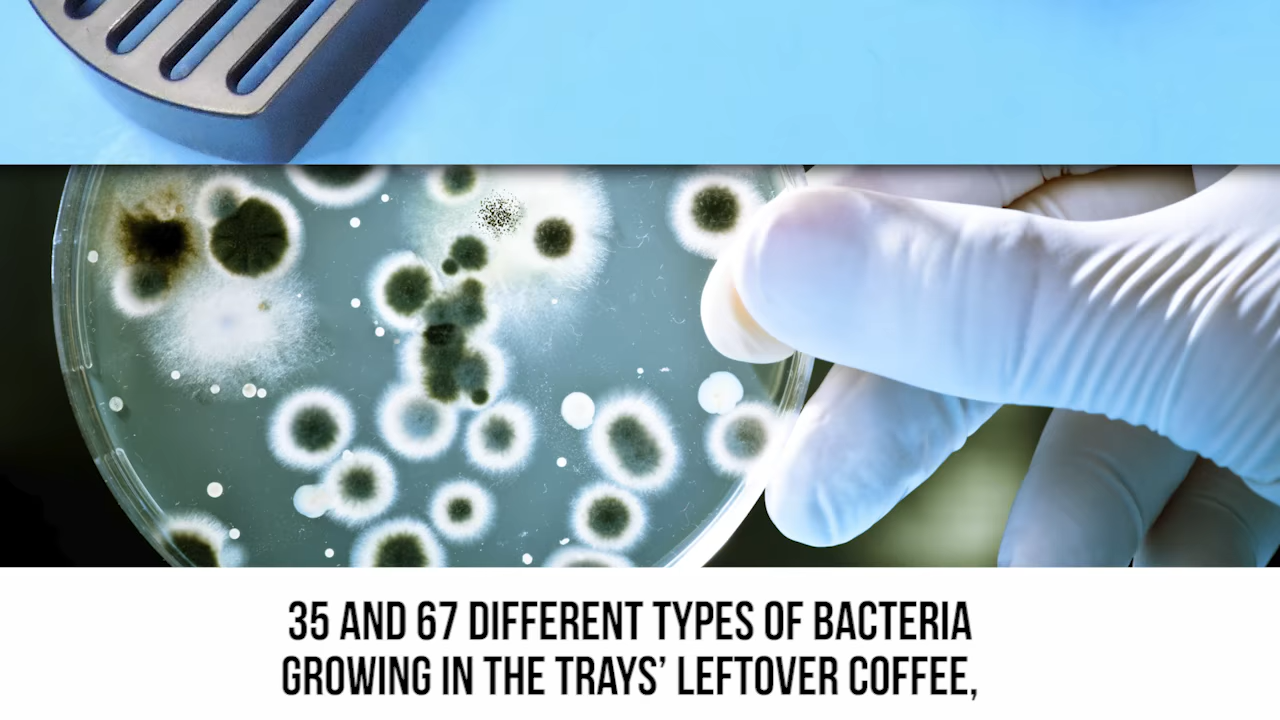 35 AND 67 DIFFERENT TYPES OF BACTERIA
GROWING IN THE TRAYS’ LEFTOVER COFFEE,